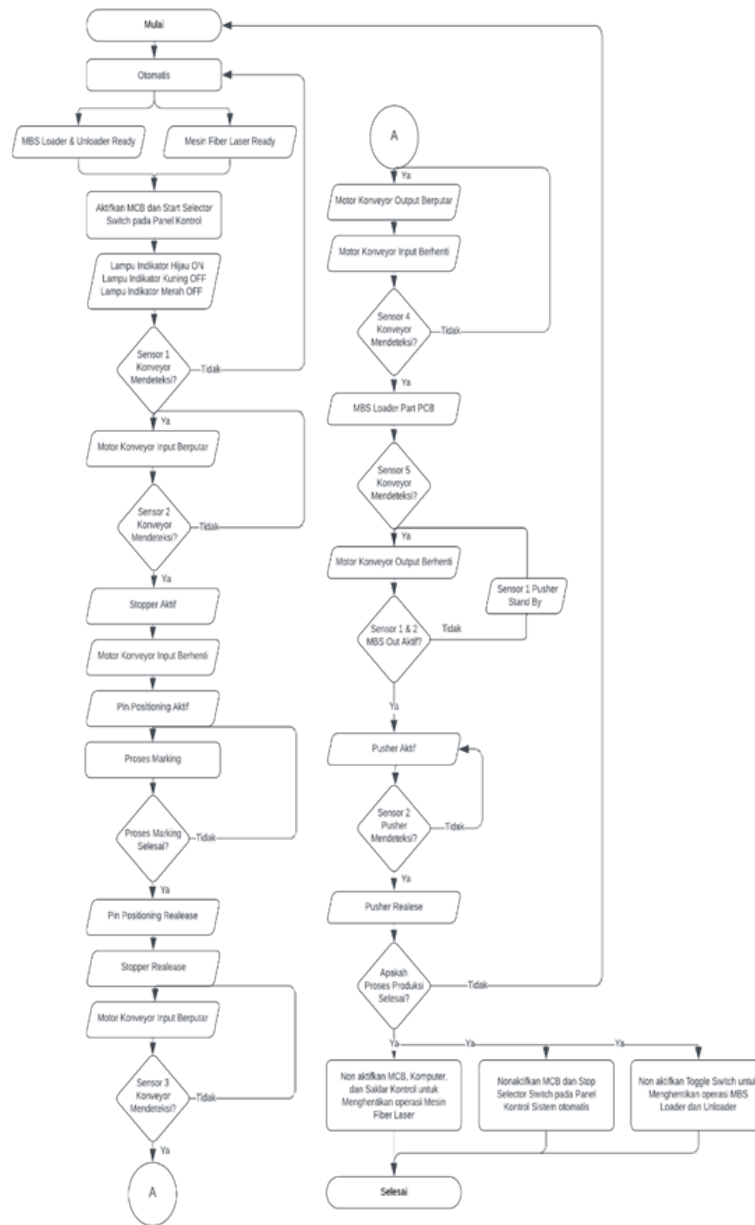 Mulai
Otomatis
MBS Loader & Unloader Ready
Mesin Fiber Laser Ready
Aktifkan MCB dan Start Selector
Switch pada Panel Kontrol
Lampu Indikator Hijau ON
Lampu Indikator Kuning OFF
Lampu Indikator Merah OFF
Sensor 1
Konveyor
Mendeteksi?
Tidak
Ya
Motor Konveyor Input Berputar
Sensor 2
Konveyor
Mendeteksi?
Tidak
Ya
Stopper Aktif
Motor Konveyor Input Berhenti
Pin Positioning Aktif
Proses Marking
Proses Marking
Selesai?
Tidak
Ya
Pin Positioning Realease
Stopper Realease
Motor Konveyor Input Berputar
Sensor 3
Konveyor
Mendeteksi?
Tidak
Ya
A
A
Ya
Motor Konveyor Output Berputar
Motor Konveyor Input Berhenti
Sensor 4
Konveyor
Mendeteksi?
Tidak
Ya
MBS Loader Part PCB
Sensor 5
Konveyor
Mendeteksi?
Ya
Motor Konveyor Output Berhenti
Sensor 1 Pusher
Stand By
Sensor 1 & 2
MBS Out Aktif?
Tidak
Ya
Pusher Aktif
Sensor 2
Pusher
Mendeteksi?
Tidak
Ya
Pusher Realese
Apakah
Proses Produksi
Selesai?
Tidak
Ya
Ya
Ya
Non aktifkan MCB, Komputer,
dan Saklar Kontrol untuk
Menghentikan operasi Mesin
Fiber Laser
Nonaktifkan MCB dan Stop
Selector Switch pada Panel
Kontrol Sistem otomatis
Non aktifkan Toggle Switch untuk
Menghentikan operasi MBS
Loader dan Unloader
Selesai